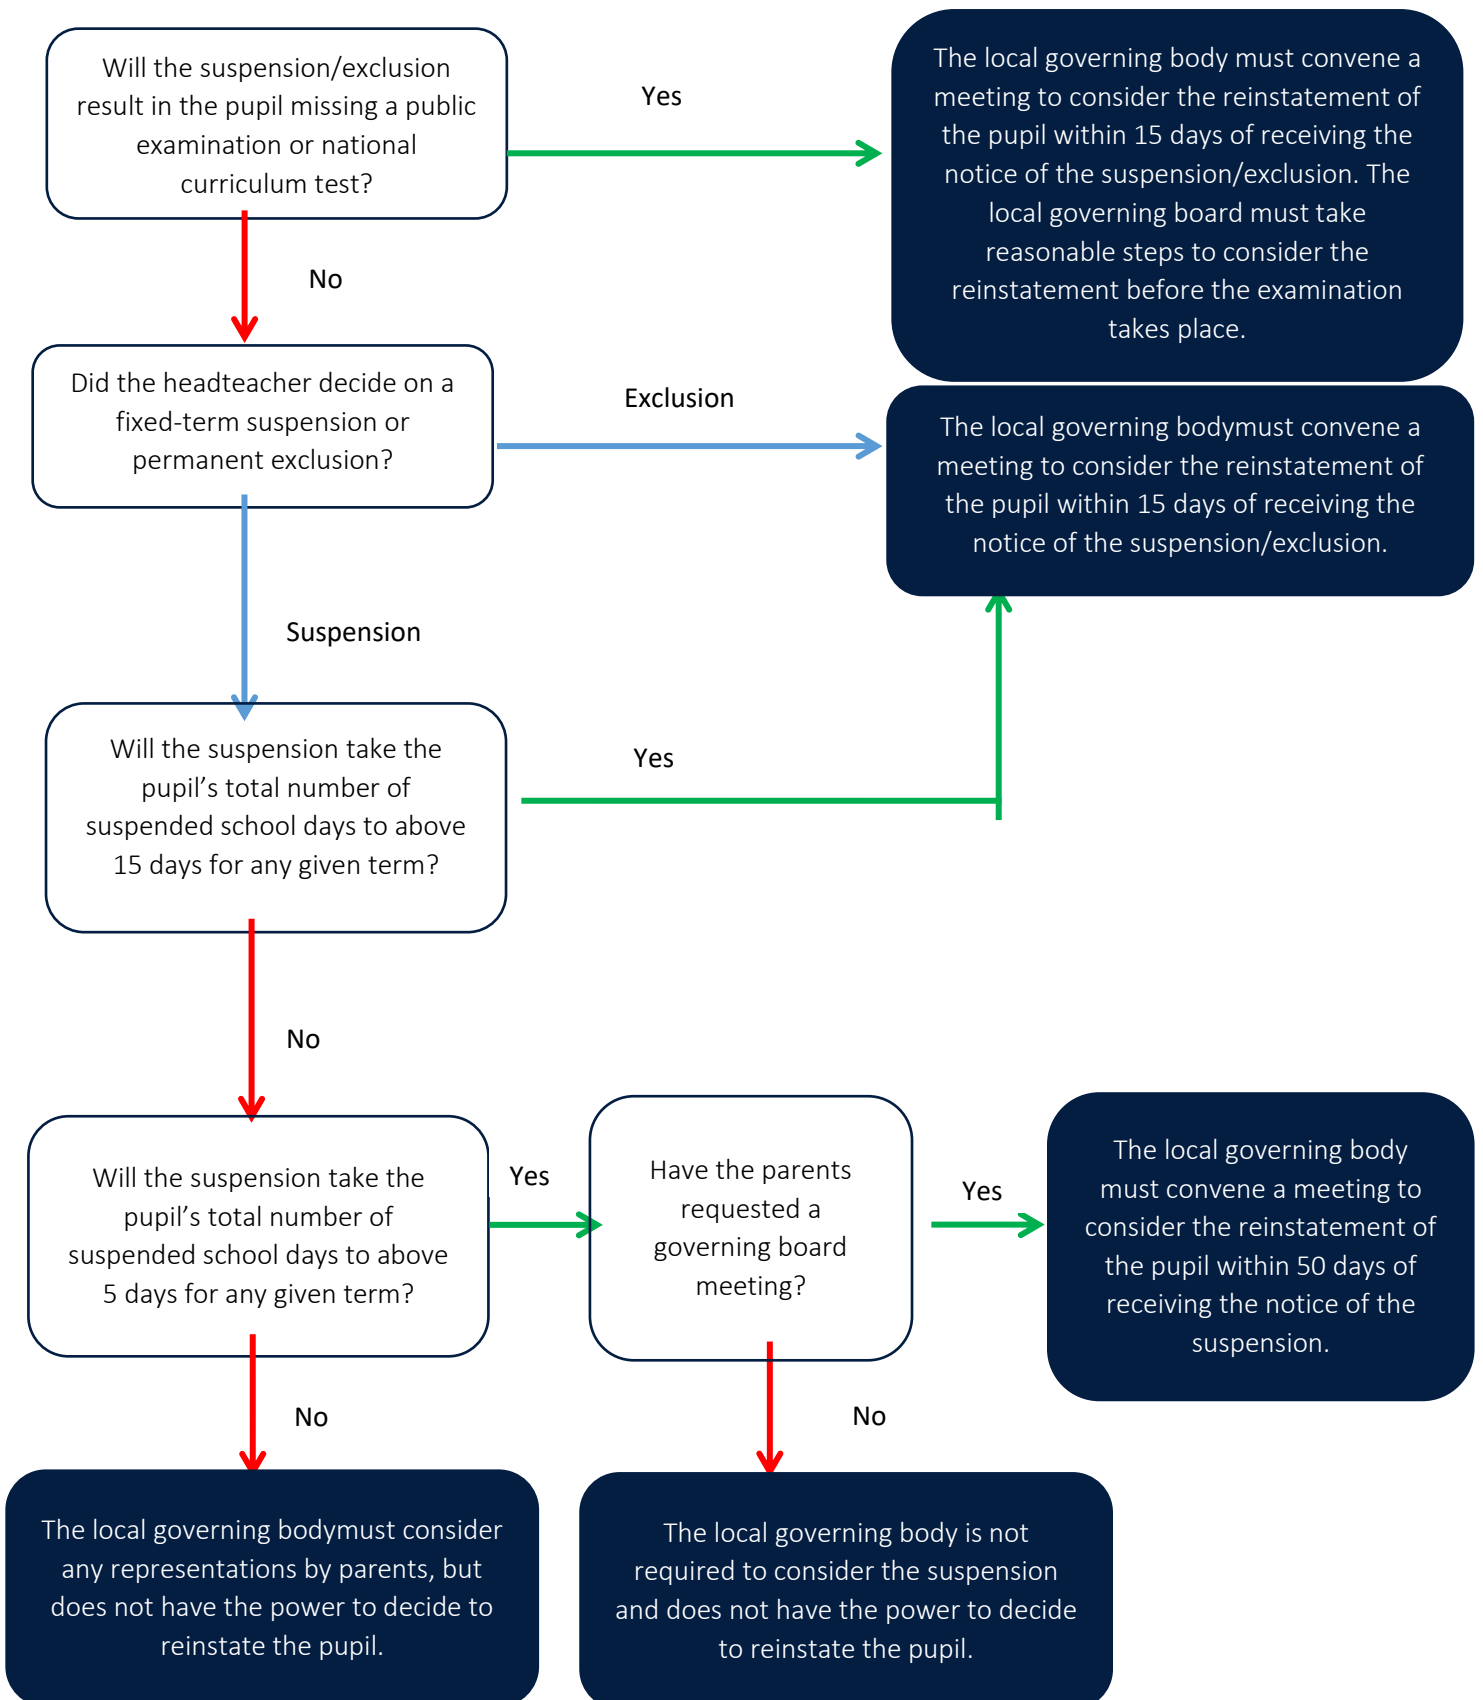 Will the suspension/exclusion
result in the pupil missing a public
examination or national
curriculum test?
Yes
The local governing body must convene a
meeting to consider the reinstatement of
the pupil within 15 days of receiving the
notice of the suspension/exclusion. The
local governing board must take
reasonable steps to consider the
reinstatement before the examination
takes place.
No
Did the headteacher decide on a
fixed-term suspension or
permanent exclusion?
Exclusion
The local governing bodymust convene a
meeting to consider the reinstatement of
the pupil within 15 days of receiving the
notice of the suspension/exclusion.
Suspension
Will the suspension take the
pupil’s total number of
suspended school days to above
15 days for any given term?
Yes
No
Will the suspension take the
pupil’s total number of
suspended school days to above
5 days for any given term?
Yes
Have the parents
requested a
governing board
meeting?
Yes
The local governing body
must convene a meeting to
consider the reinstatement of
the pupil within 50 days of
receiving the notice of the
suspension.
No
No
The local governing bodymust consider
any representations by parents, but
does not have the power to decide to
reinstate the pupil.
The local governing body is not
required to consider the suspension
and does not have the power to decide
to reinstate the pupil.